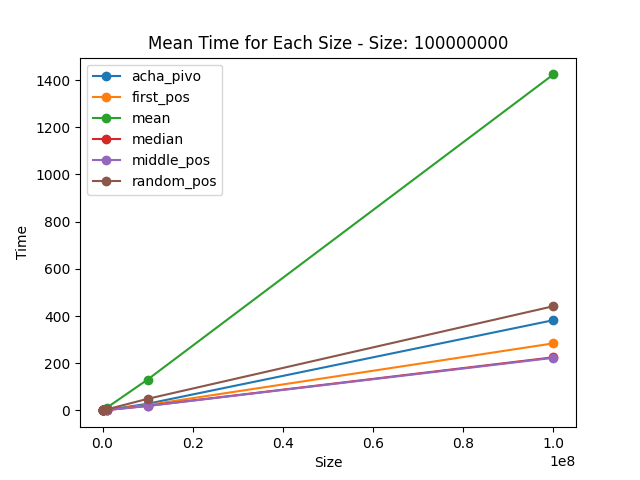 Mean Time for Each Size - Size: 100000000
acha_pivo
first_pos
mean
median
middle_pos
random_pos
Time
1400
1200
1000
800
600
400
200
0
0.0 0.2 0.4 0.6 0.8 1.0
1e8
Size